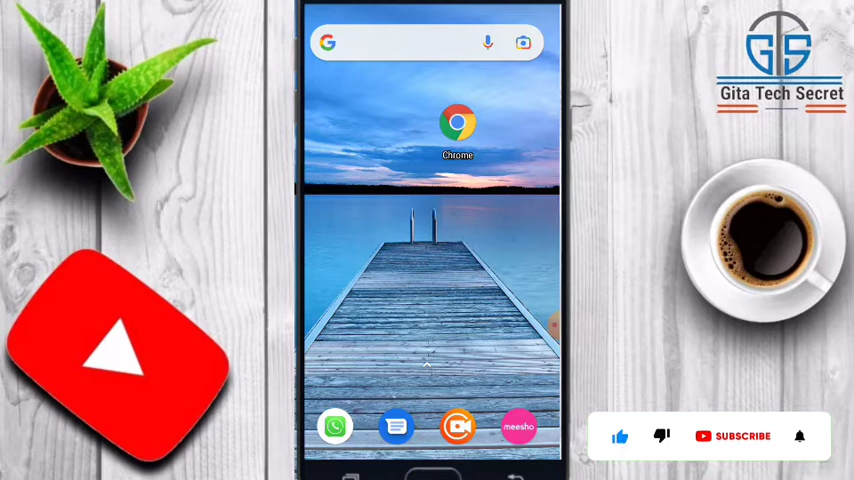 GTS
Gita Tech Secret
Chrome
meesho
SUBSCRIBE